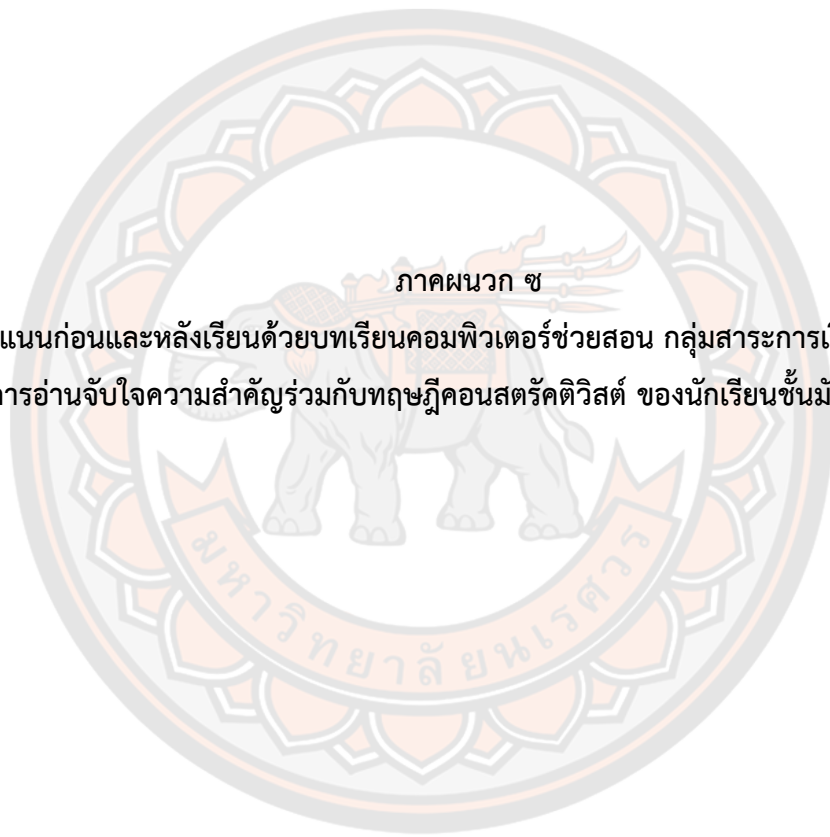 ภาคผนวก ซ
แนนก่อนและหลังเรียนด้วยบทเรียนคอมพิวเตอร์ช่วยสอน กลุ่มสาระการเ
ารอ่านจับใจความสำคัญร่วมกับทฤษฎีคอนสตรัคติวิสต์ ของนักเรียนชั้นมั
มหาวิทยาลัยนเรศวร